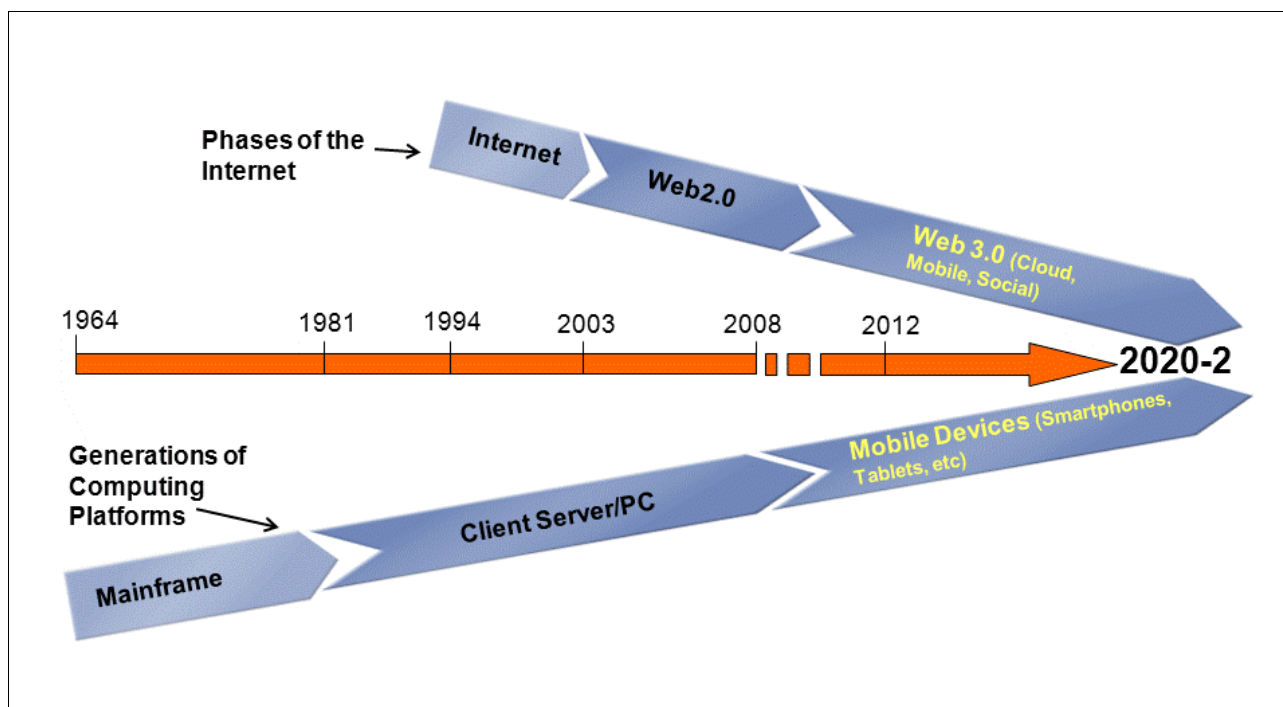 Phases of the
Internet
Internet
Web2.0
Web 3.0 (Cloud,
Mobile, Social)
1964
1981
1994
2003
2008
2012
2020-2
Generations of
Computing
Platforms
Mainframe
Client Server/PC
Mobile Devices (Smartphones,
Tablets, etc)